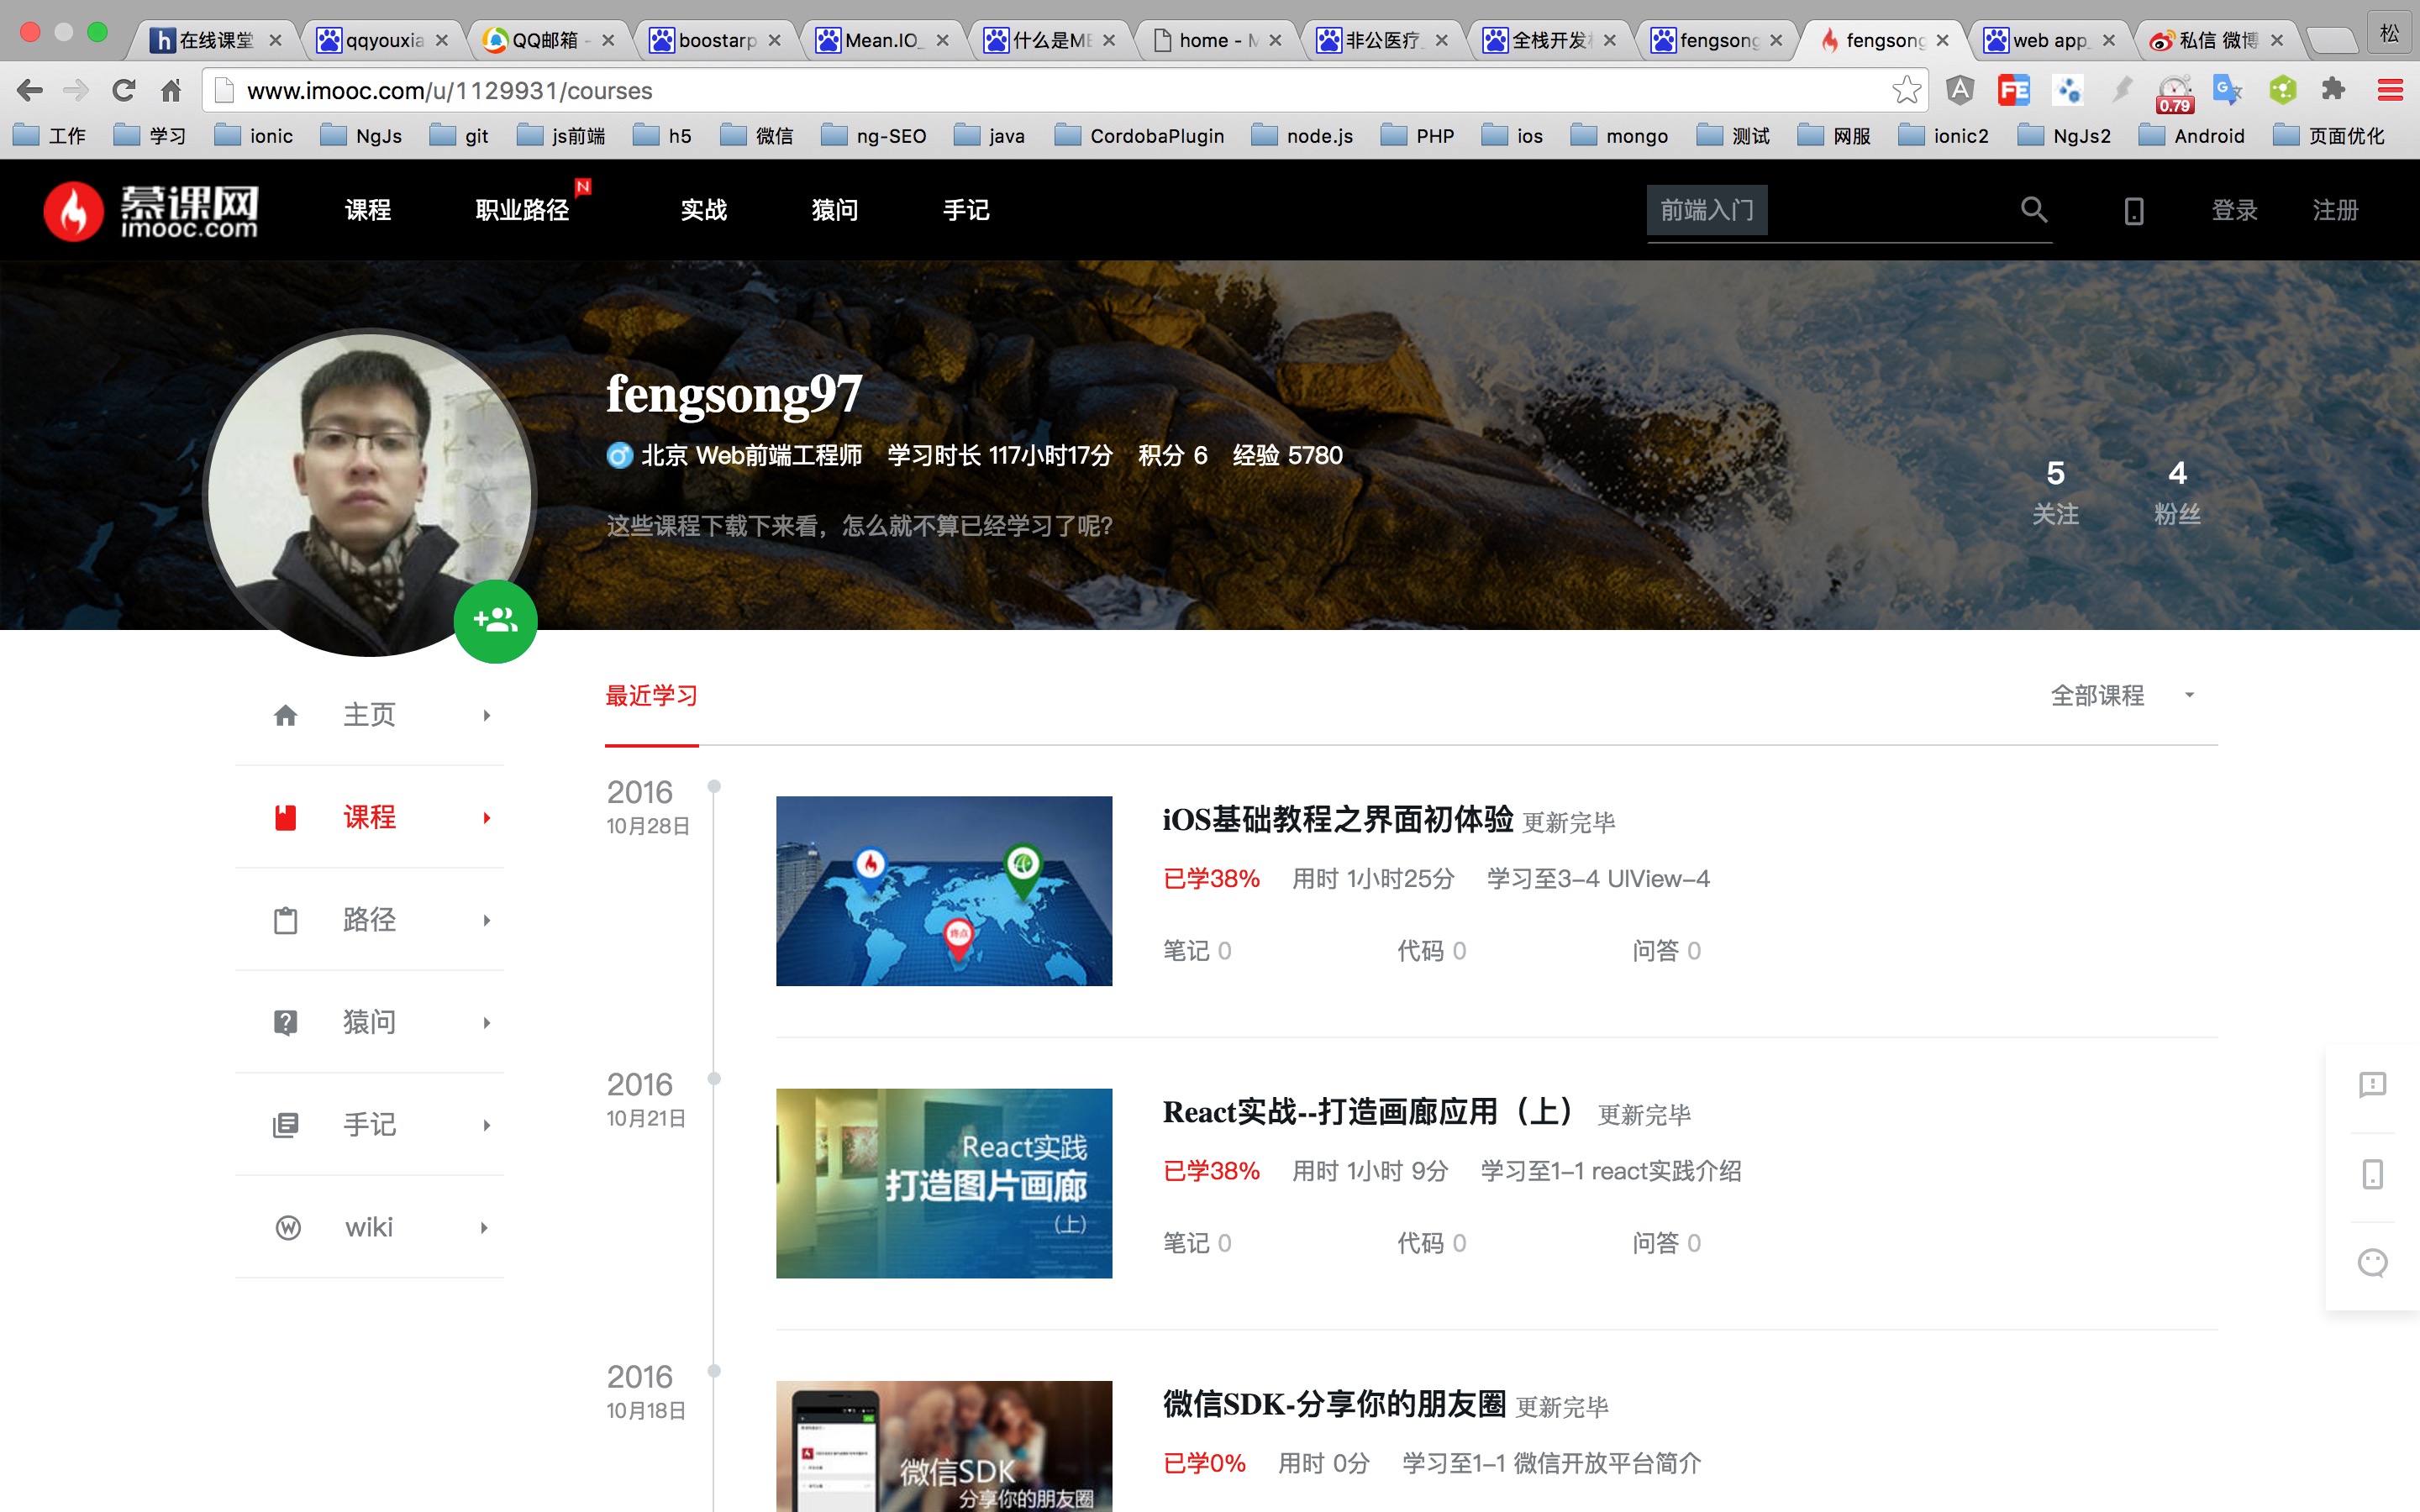 在线课堂
qqyouxia
QQ邮箱 -
boostarp
Mean.IO_
什么是ME
home - M
非公医疗_
全栈开发
fengsong
fengsong
web app_
私信 微博
松
www.imooc.com/u/1129931/courses
FE
0.79
工作 学习 ionic NgJs git js前端 h5 微信 ng-SEO java CordobaPlugin node.js PHP ios mongo 测试 网服 ionic2 NgJs2 Android 页面优化
慕课网
imooc.com
课程 职业路径 N 实战 猿问 手记 前端入门 登录 注册
fengsong97
北京 Web前端工程师 学习时长 117小时17分 积分 6 经验 5780
5
关注
4
粉丝
这些课程下载下来看，怎么就不算已经学习了呢?
主页
课程
路径
猿问
手记
wiki
最近学习
全部课程
2016
10月28日
终点
iOS基础教程之界面初体验 更新完毕
已学38% 用时 1小时25分 学习至3-4 UIView-4
笔记 0 代码 0 问答 0
2016
10月21日
React实践
打造图片画廊
（上）
React实战--打造画廊应用（上） 更新完毕
已学38% 用时 1小时 9分 学习至1-1 react实践介绍
笔记 0 代码 0 问答 0
2016
10月18日
微信SDK
分享你的朋友圈
微信SDK-分享你的朋友圈 更新完毕
已学0% 用时 0分 学习至1-1 微信开放平台简介